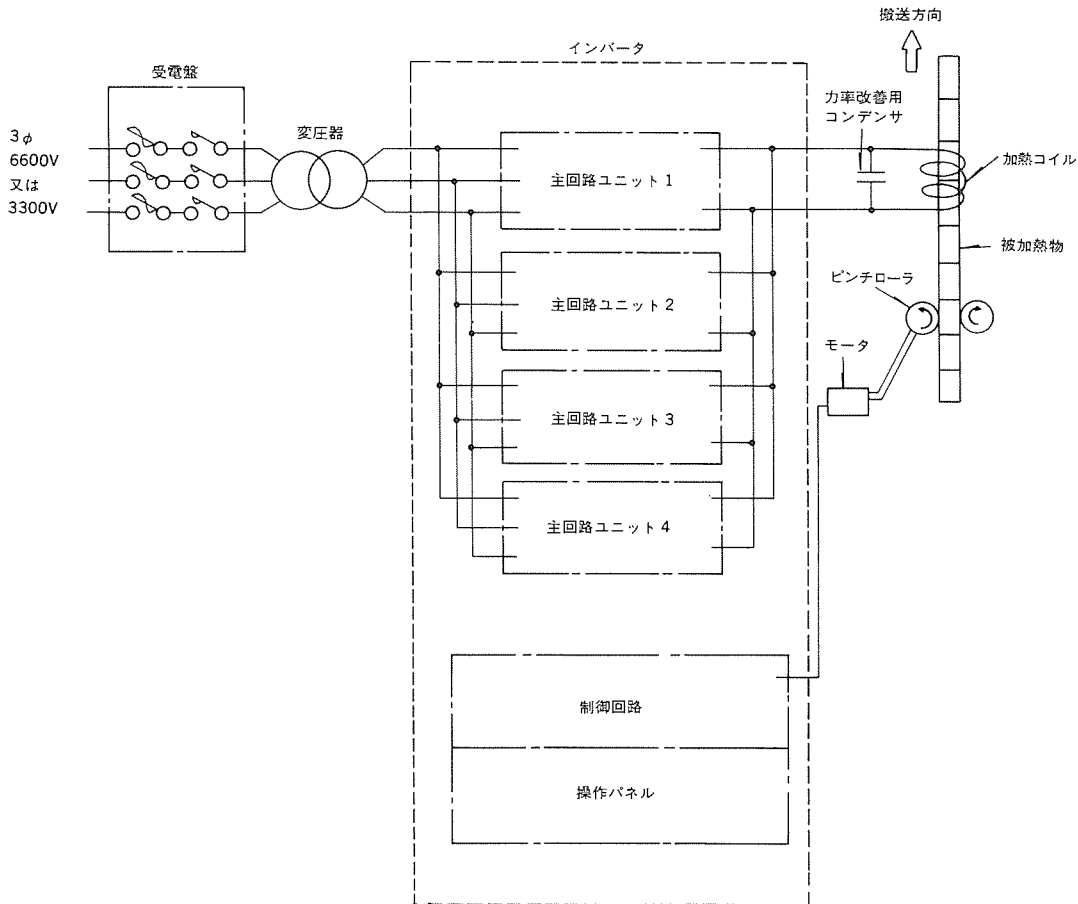 搬送方向
インバータ
受電盤
力率改善用
コンデンサ
3φ
6600V
又は
3300V
変圧器
加熱コイル
主回路ユニット1
被加熱物
ピンチローラ
主回路ユニット2
モータ
主回路ユニット3
主回路ユニット4
制御回路
操作パネル